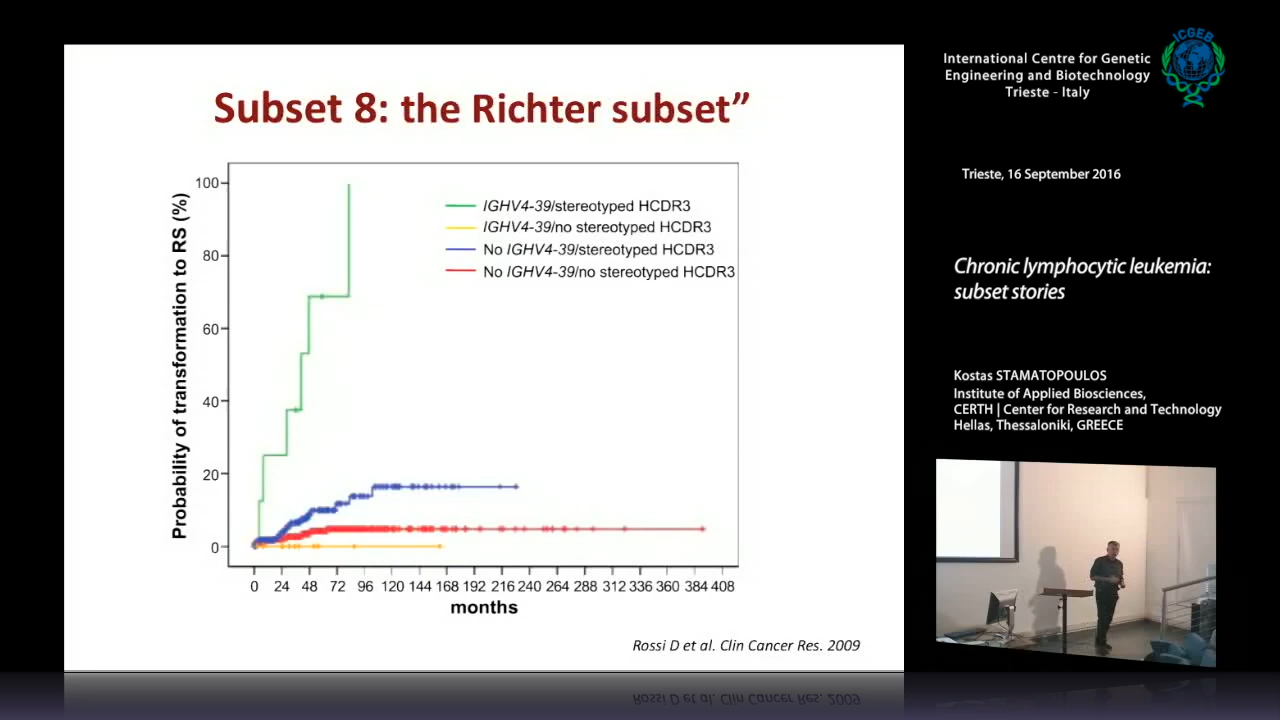 Subset 8: the Richter subset”
Probability of transformation to RS (%)
100
80
60
40
20
0
IGHV4-39/stereotyped HCDR3
IGHV4-39/no stereotyped HCDR3
No IGHV4-39/stereotyped HCDR3
No IGHV4-39/no stereotyped HCDR3
0 24 48 72 96 120 144 168 192 216 240 264 288 312 336 360 384 408
months
Rossi D et al. Clin Cancer Res. 2009
International Centre for Genetic
Engineering and Biotechnology
Trieste - Italy
ICGEB
Trieste, 16 September 2016
Chronic lymphocytic leukemia:
subset stories
Kostas STAMATOPOULOS
Institute of Applied Biosciences,
CERTH | Center for Research and Technology
Hellas, Thessaloniki, GREECE